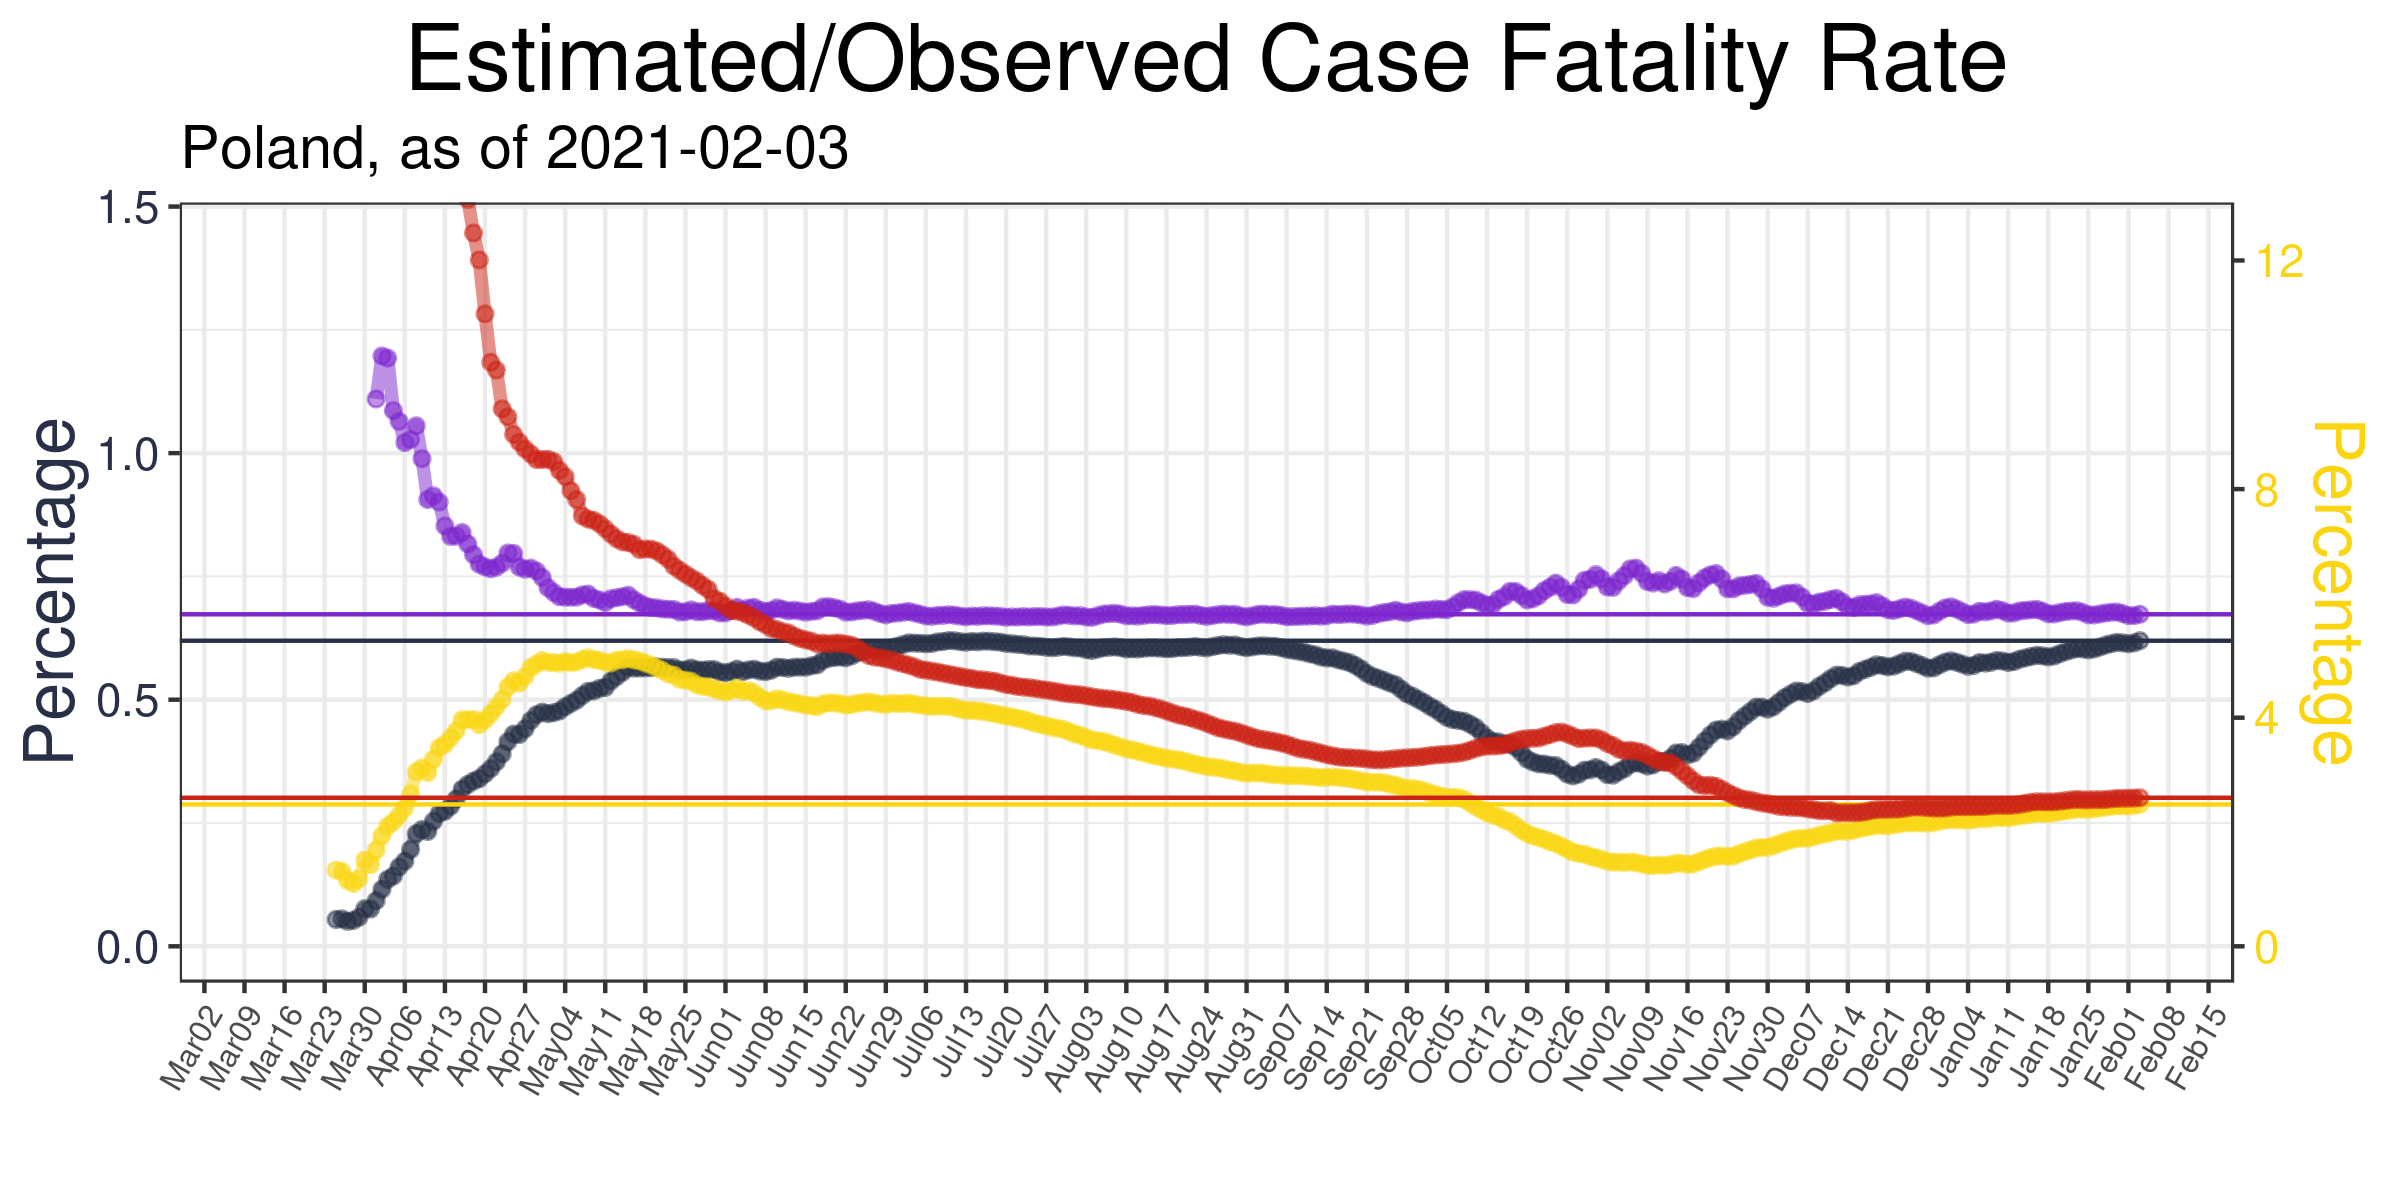 Estimated/Observed Case Fatality Rate
Poland, as of 2021-02-03
Percentage
1.5
1.0
0.5
0.0
12
8
4
0
Percentage
Mar02 Mar09 Mar16 Mar23 Mar30 Apr06 Apr13 Apr20 Apr27 May04 May11 May18 May25 Jun01 Jun08 Jun15 Jun22 Jun29 Jul06 Jul13 Jul20 Jul27 Aug03 Aug10 Aug17 Aug24 Aug31 Sep07 Sep14 Sep21 Sep28 Oct05 Oct12 Oct19 Oct26 Nov02 Nov09 Nov16 Nov23 Nov30 Dec07 Dec14 Dec21 Dec28 Jan04 Jan11 Jan18 Jan25 Feb01 Feb08 Feb15